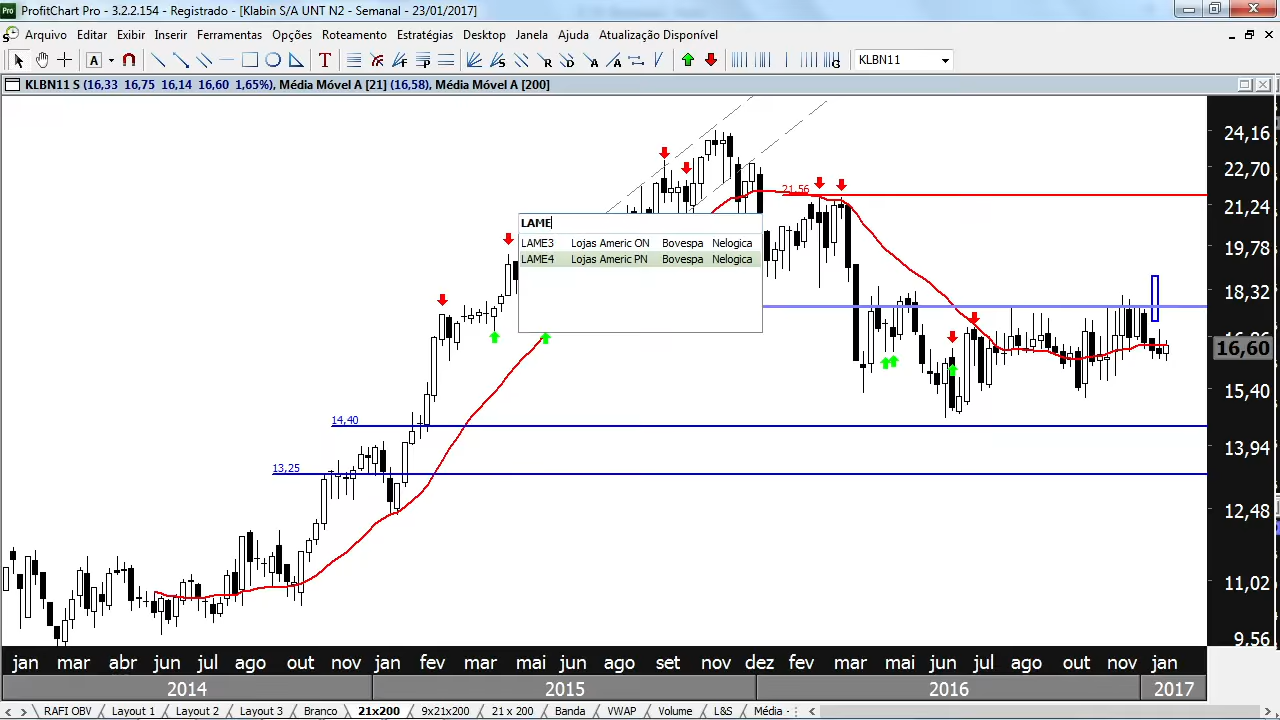 ProfitChart Pro - 3.2.2.154 - Registrado - [Klabin S/A UNT N2 - Semanal - 23/01/2017]
Arquivo Editar Exibir Inserir Ferramentas Opções Roteamento Estratégias Desktop Janela Ajuda Atualização Disponível
KLBN11
KLBN11 S (16,33 16,75 16,14 16,60 1,65%), Média Móvel A [21] (16,58), Média Móvel A [200]
24,16
22,70
21,56
21,24
LAME
LAME3 Lojas Americ ON Bovespa Nelogica
19,78
LAME4 Lojas Americ PN Bovespa Nelogica
18,32
16,60
15,40
14,40
13,94
13,25
12,48
11,02
9,56
jan mar abr jun jul ago out nov jan fev mar mai jun ago set nov dez fev mar mai jun jul ago out nov jan
2014 2015 2016 2017
RAFI OBV Layout 1 Layout 2 Layout 3 Branco 21x200 9x21x200 21 x 200 Banda VWAP Volume L&S Média -